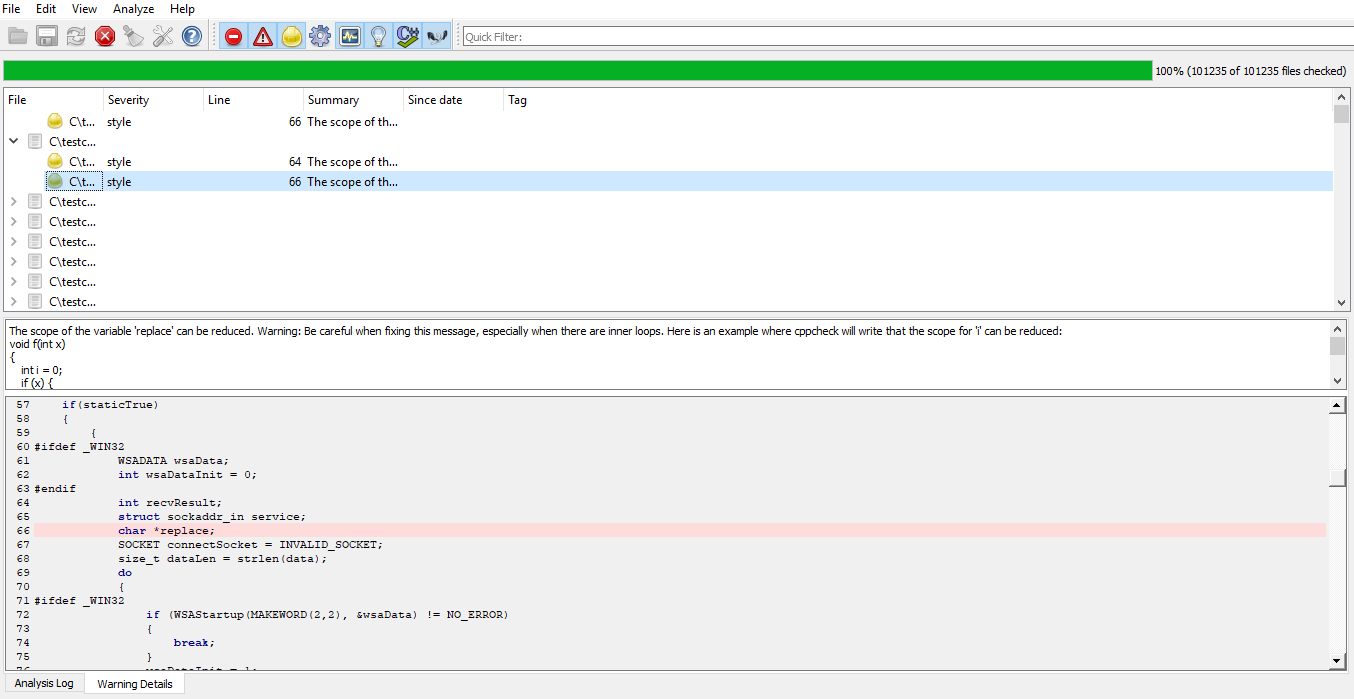 File Edit View Analyze Help
Quick Filter:
100% (101235 of 101235 files checked)
File Severity Line Summary Since date Tag
C\t... style 66 The scope of th...
C\testc...
C\t... style 64 The scope of th...
C\t... style 66 The scope of th...
C\testc...
C\testc...
C\testc...
C\testc...
C\testc...
C\testc...
The scope of the variable 'replace' can be reduced. Warning: Be careful when fixing this message, especially when there are inner loops. Here is an example where cppcheck will write that the scope for 'i' can be reduced:
void f(int x)
{
int i = 0;
if (x) {
57 if(staticTrue)
58 {
59 {
60 #ifdef _WIN32
61 WSADATA wsaData;
62 int wsaDataInit = 0;
63 #endif
64 int recvResult;
65 struct sockaddr_in service;
66 char *replace;
67 SOCKET connectSocket = INVALID_SOCKET;
68 size_t dataLen = strlen(data);
69 do
70 {
71 #ifdef _WIN32
72 if (WSAStartup(MAKEWORD(2,2), &wsaData) != NO_ERROR)
73 {
74 break;
75 }
76 wsaDataInit = 1;
Analysis Log Warning Details